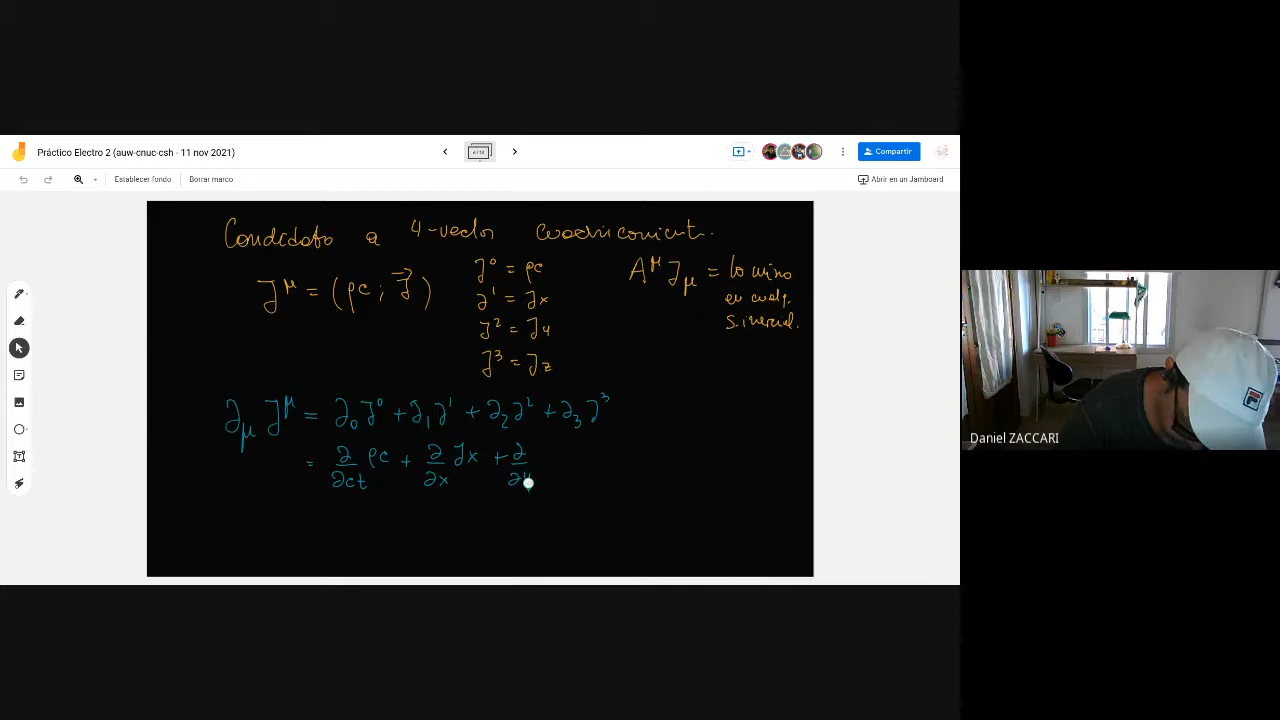 Práctico Electro 2 (auw-cnuc-csh - 11 nov 2021)
Compartir
Establecer fondo
Borrar marco
Abrir en un Jamboard
Candidato a 4-vector
J^μ = (ρc ; J⃗)
J^0 = ρc
J^1 = Jx
J^2 = Jy
J^3 = Jz
A^μ J_μ = lo mismo
en cualq.
S. inercial.
∂_μ J^μ = ∂_0 J^0 + ∂_1 J^1 + ∂_2 J^2 + ∂_3 J^3
= ∂/∂ct ρc + ∂/∂x Jx + ∂/∂y
Daniel ZACCARI